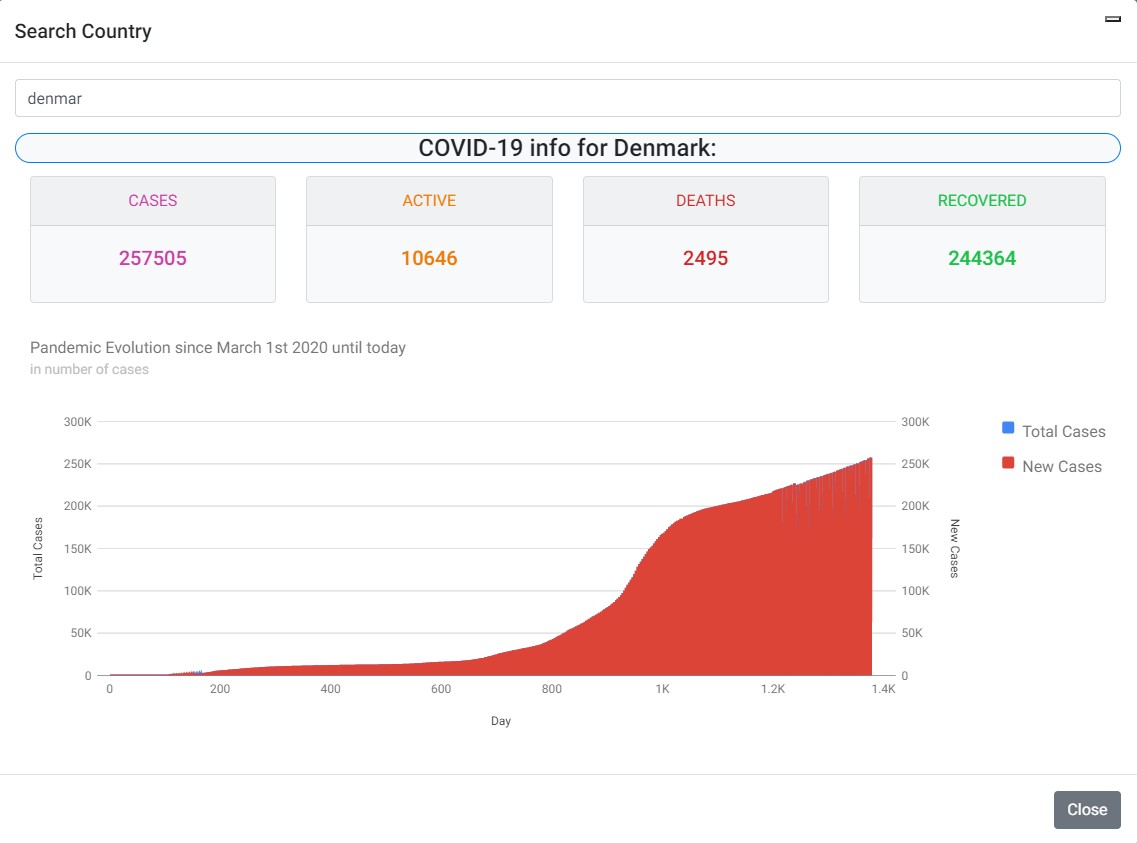 Search Country
denmar
COVID-19 info for Denmark:
CASES
257505
ACTIVE
10646
DEATHS
2495
RECOVERED
244364
Pandemic Evolution since March 1st 2020 until today
in number of cases
300K
250K
200K
150K
100K
50K
0
Total Cases
300K
250K
200K
150K
100K
50K
0
New Cases
0 200 400 600 800 1K 1.2K 1.4K
Day
Total Cases
New Cases
Close